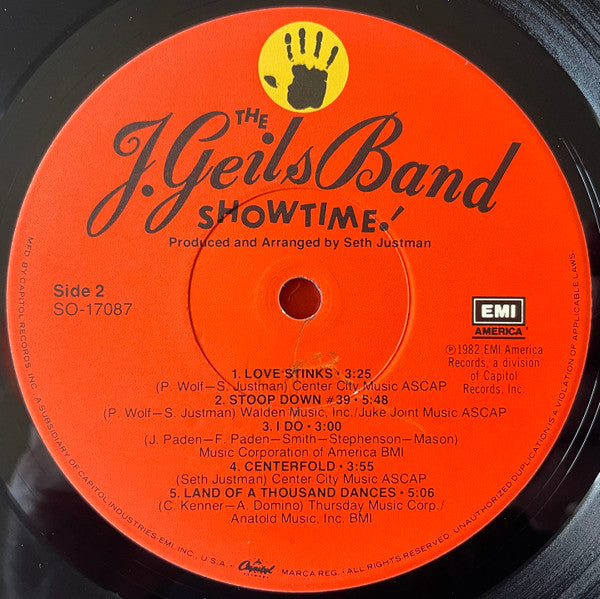 THE
J. Geils Band
SHOWTIME!
Produced and Arranged by Seth Justman
Side 2
SO-17087
EMI
AMERICA
℗1982 EMI America
Records, a division
of Capitol
Records, Inc.
1. LOVE STINKS • 3:25
(P. Wolf—S. Justman) Center City Music ASCAP
2. STOOP DOWN #39 • 5:48
(P. Wolf—S. Justman) Walden Music, Inc./Juke Joint Music ASCAP
3. I DO • 3:00
(J. Paden—F. Paden—Smith—Stephenson—Mason)
Music Corporation of America BMI
4. CENTERFOLD • 3:55
(Seth Justman) Center City Music ASCAP
5. LAND OF A THOUSAND DANCES • 5:06
(C. Kenner—A. Domino) Thursday Music Corp./
Anatold Music, Inc. BMI
MFD. BY CAPITOL RECORDS, INC. A SUBSIDIARY OF CAPITOL INDUSTRIES-EMI, INC., U.S.A. Capitol RECORDS MARCA REG. • ALL RIGHTS RESERVED. UNAUTHORIZED DUPLICATION IS A VIOLATION OF APPLICABLE LAWS.